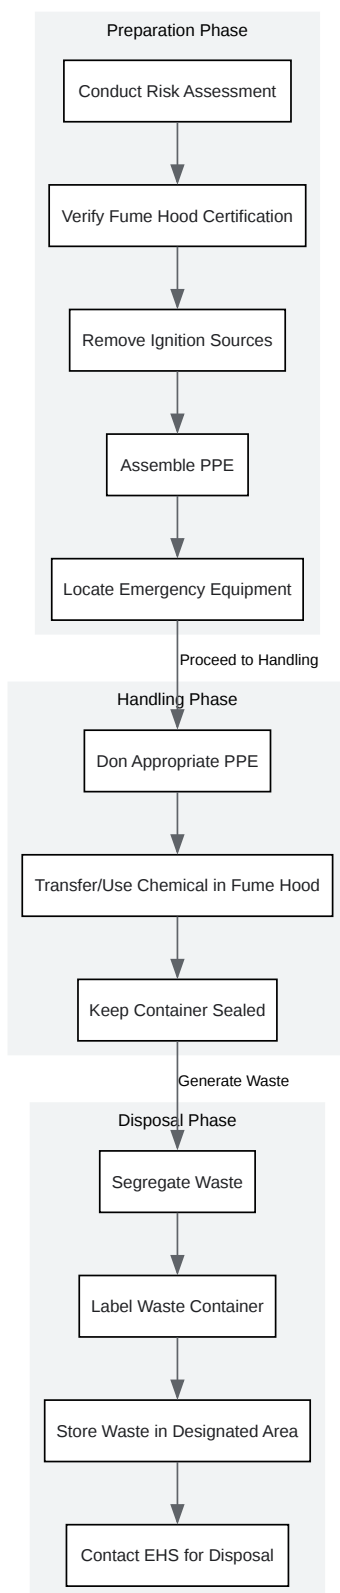 Preparation Phase
Conduct Risk Assessment
Verify Fume Hood Certification
Remove Ignition Sources
Assemble PPE
Locate Emergency Equipment
Proceed to Handling
Handling Phase
Don Appropriate PPE
Transfer/Use Chemical in Fume Hood
Keep Container Sealed
Generate Waste
Disposal Phase
Segregate Waste
Label Waste Container
Store Waste in Designated Area
Contact EHS for Disposal